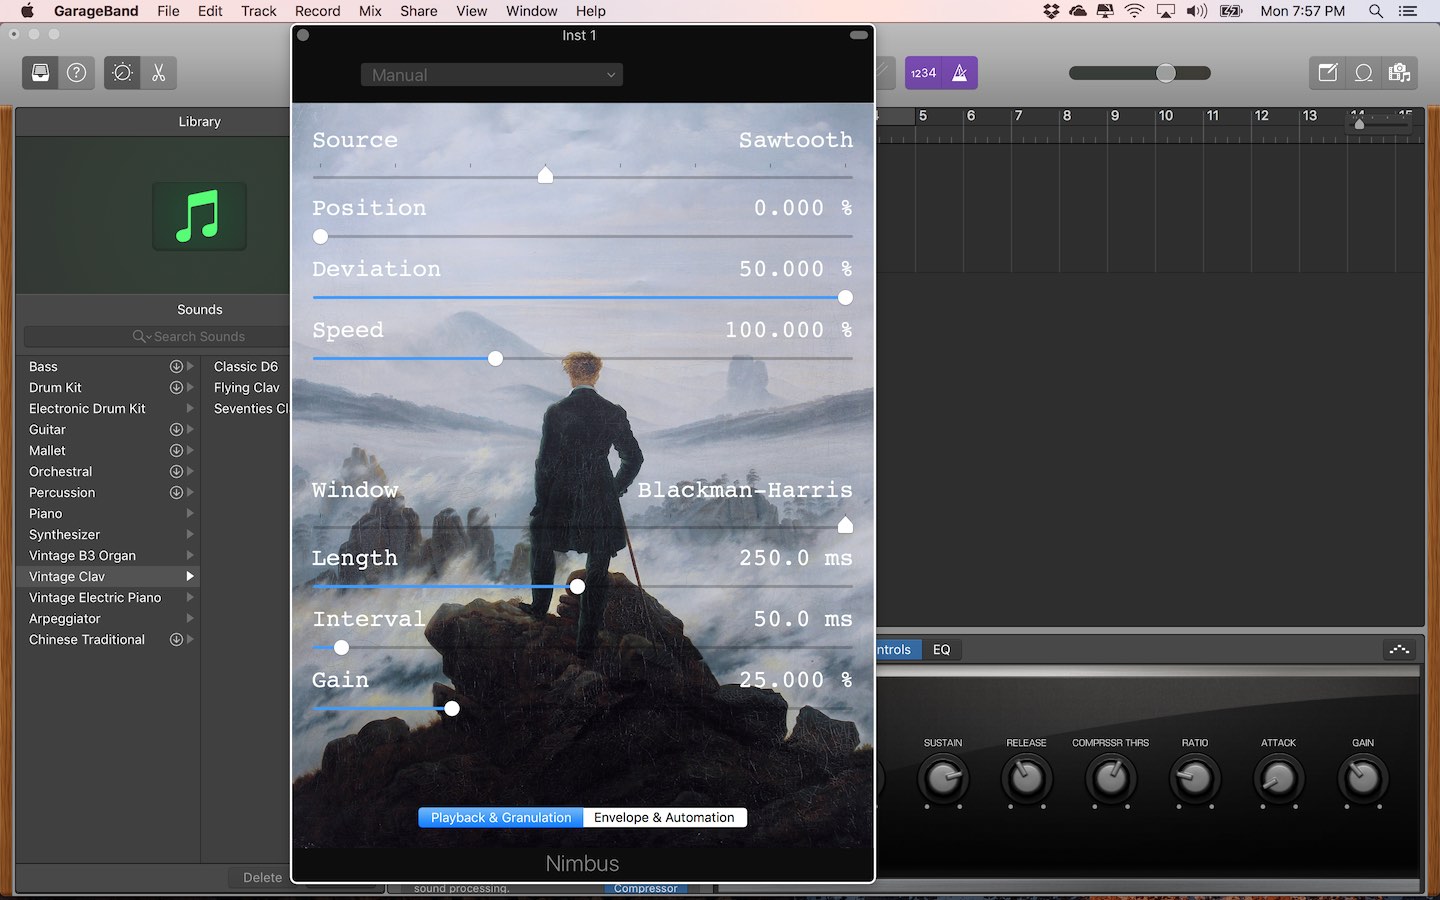 GarageBand File Edit Track Record Mix Share View Window Help Mon 7:57 PM
Inst 1
Manual
1234
Library
5 6 7 8 9 10 11 12 13 14 15
Source Sawtooth
Position 0.000 %
Deviation 50.000 %
Speed 100.000 %
Window Blackman-Harris
Length 250.0 ms
Interval 50.0 ms
Gain 25.000 %
Playback & Granulation Envelope & Automation
Nimbus
Sounds
Search Sounds
Bass
Drum Kit
Electronic Drum Kit
Guitar
Mallet
Orchestral
Percussion
Piano
Synthesizer
Vintage B3 Organ
Vintage Clav
Vintage Electric Piano
Arpeggiator
Chinese Traditional
Classic D6
Flying Clav
Seventies Cl
Delete
ntrols EQ
SUSTAIN RELEASE COMPRSSR THRS RATIO ATTACK GAIN
sound processing.
Compressor